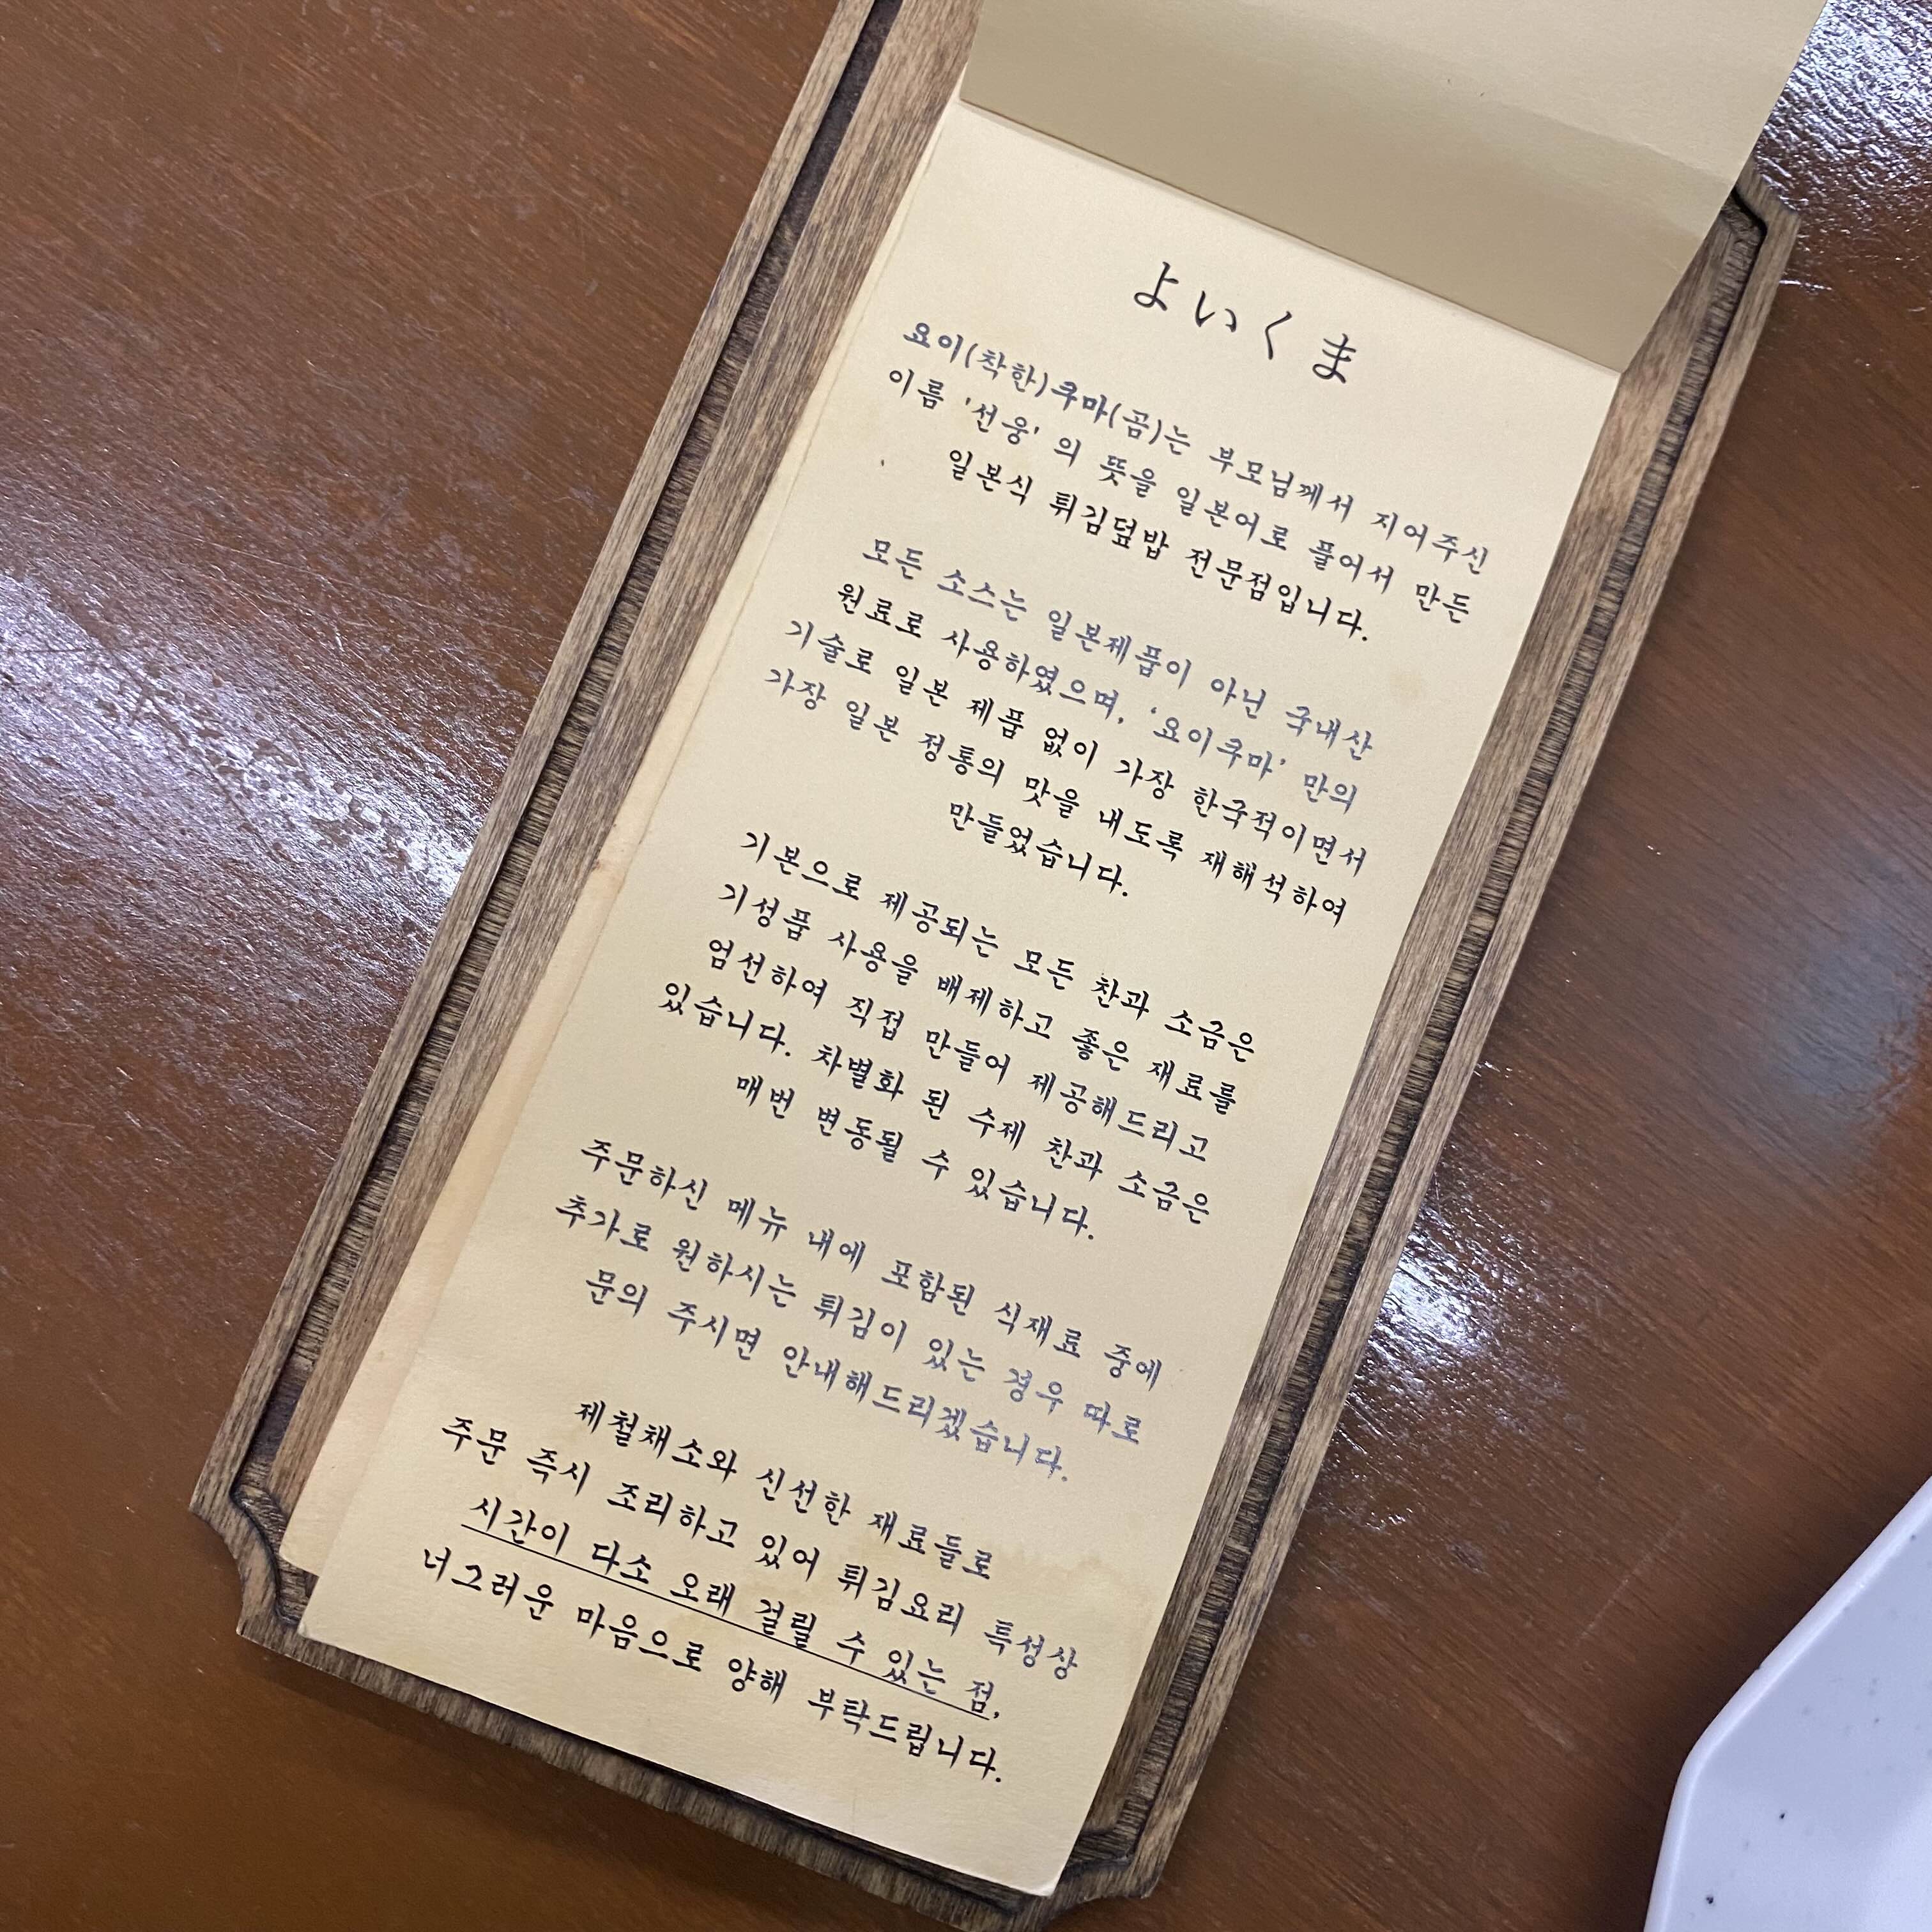 よいくま
요이(착한)쿠마(곰)는 부모님께서 지어주신
이름 '선웅' 의 뜻을 일본어로 풀어서 만든
일본식 튀김덮밥 전문점입니다.
모든 소스는 일본제품이 아닌 국내산
원료로 사용하였으며, '요이쿠마' 만의
기술로 일본 제품 없이 가장 한국적이면서
가장 일본 정통의 맛을 내도록 재해석하여
만들었습니다.
기본으로 제공되는 모든 찬과 소금은
기성품 사용을 배제하고 좋은 재료를
엄선하여 직접 만들어 제공해드리고
있습니다. 차별화 된 수제 찬과 소금은
매번 변동될 수 있습니다.
주문하신 메뉴 내에 포함된 식재료 중에
추가로 원하시는 튀김이 있는 경우 따로
문의 주시면 안내해드리겠습니다.
제철채소와 신선한 재료들로
주문 즉시 조리하고 있어 튀김요리 특성상
시간이 다소 오래 걸릴 수 있는 점,
너그러운 마음으로 양해 부탁드립니다.